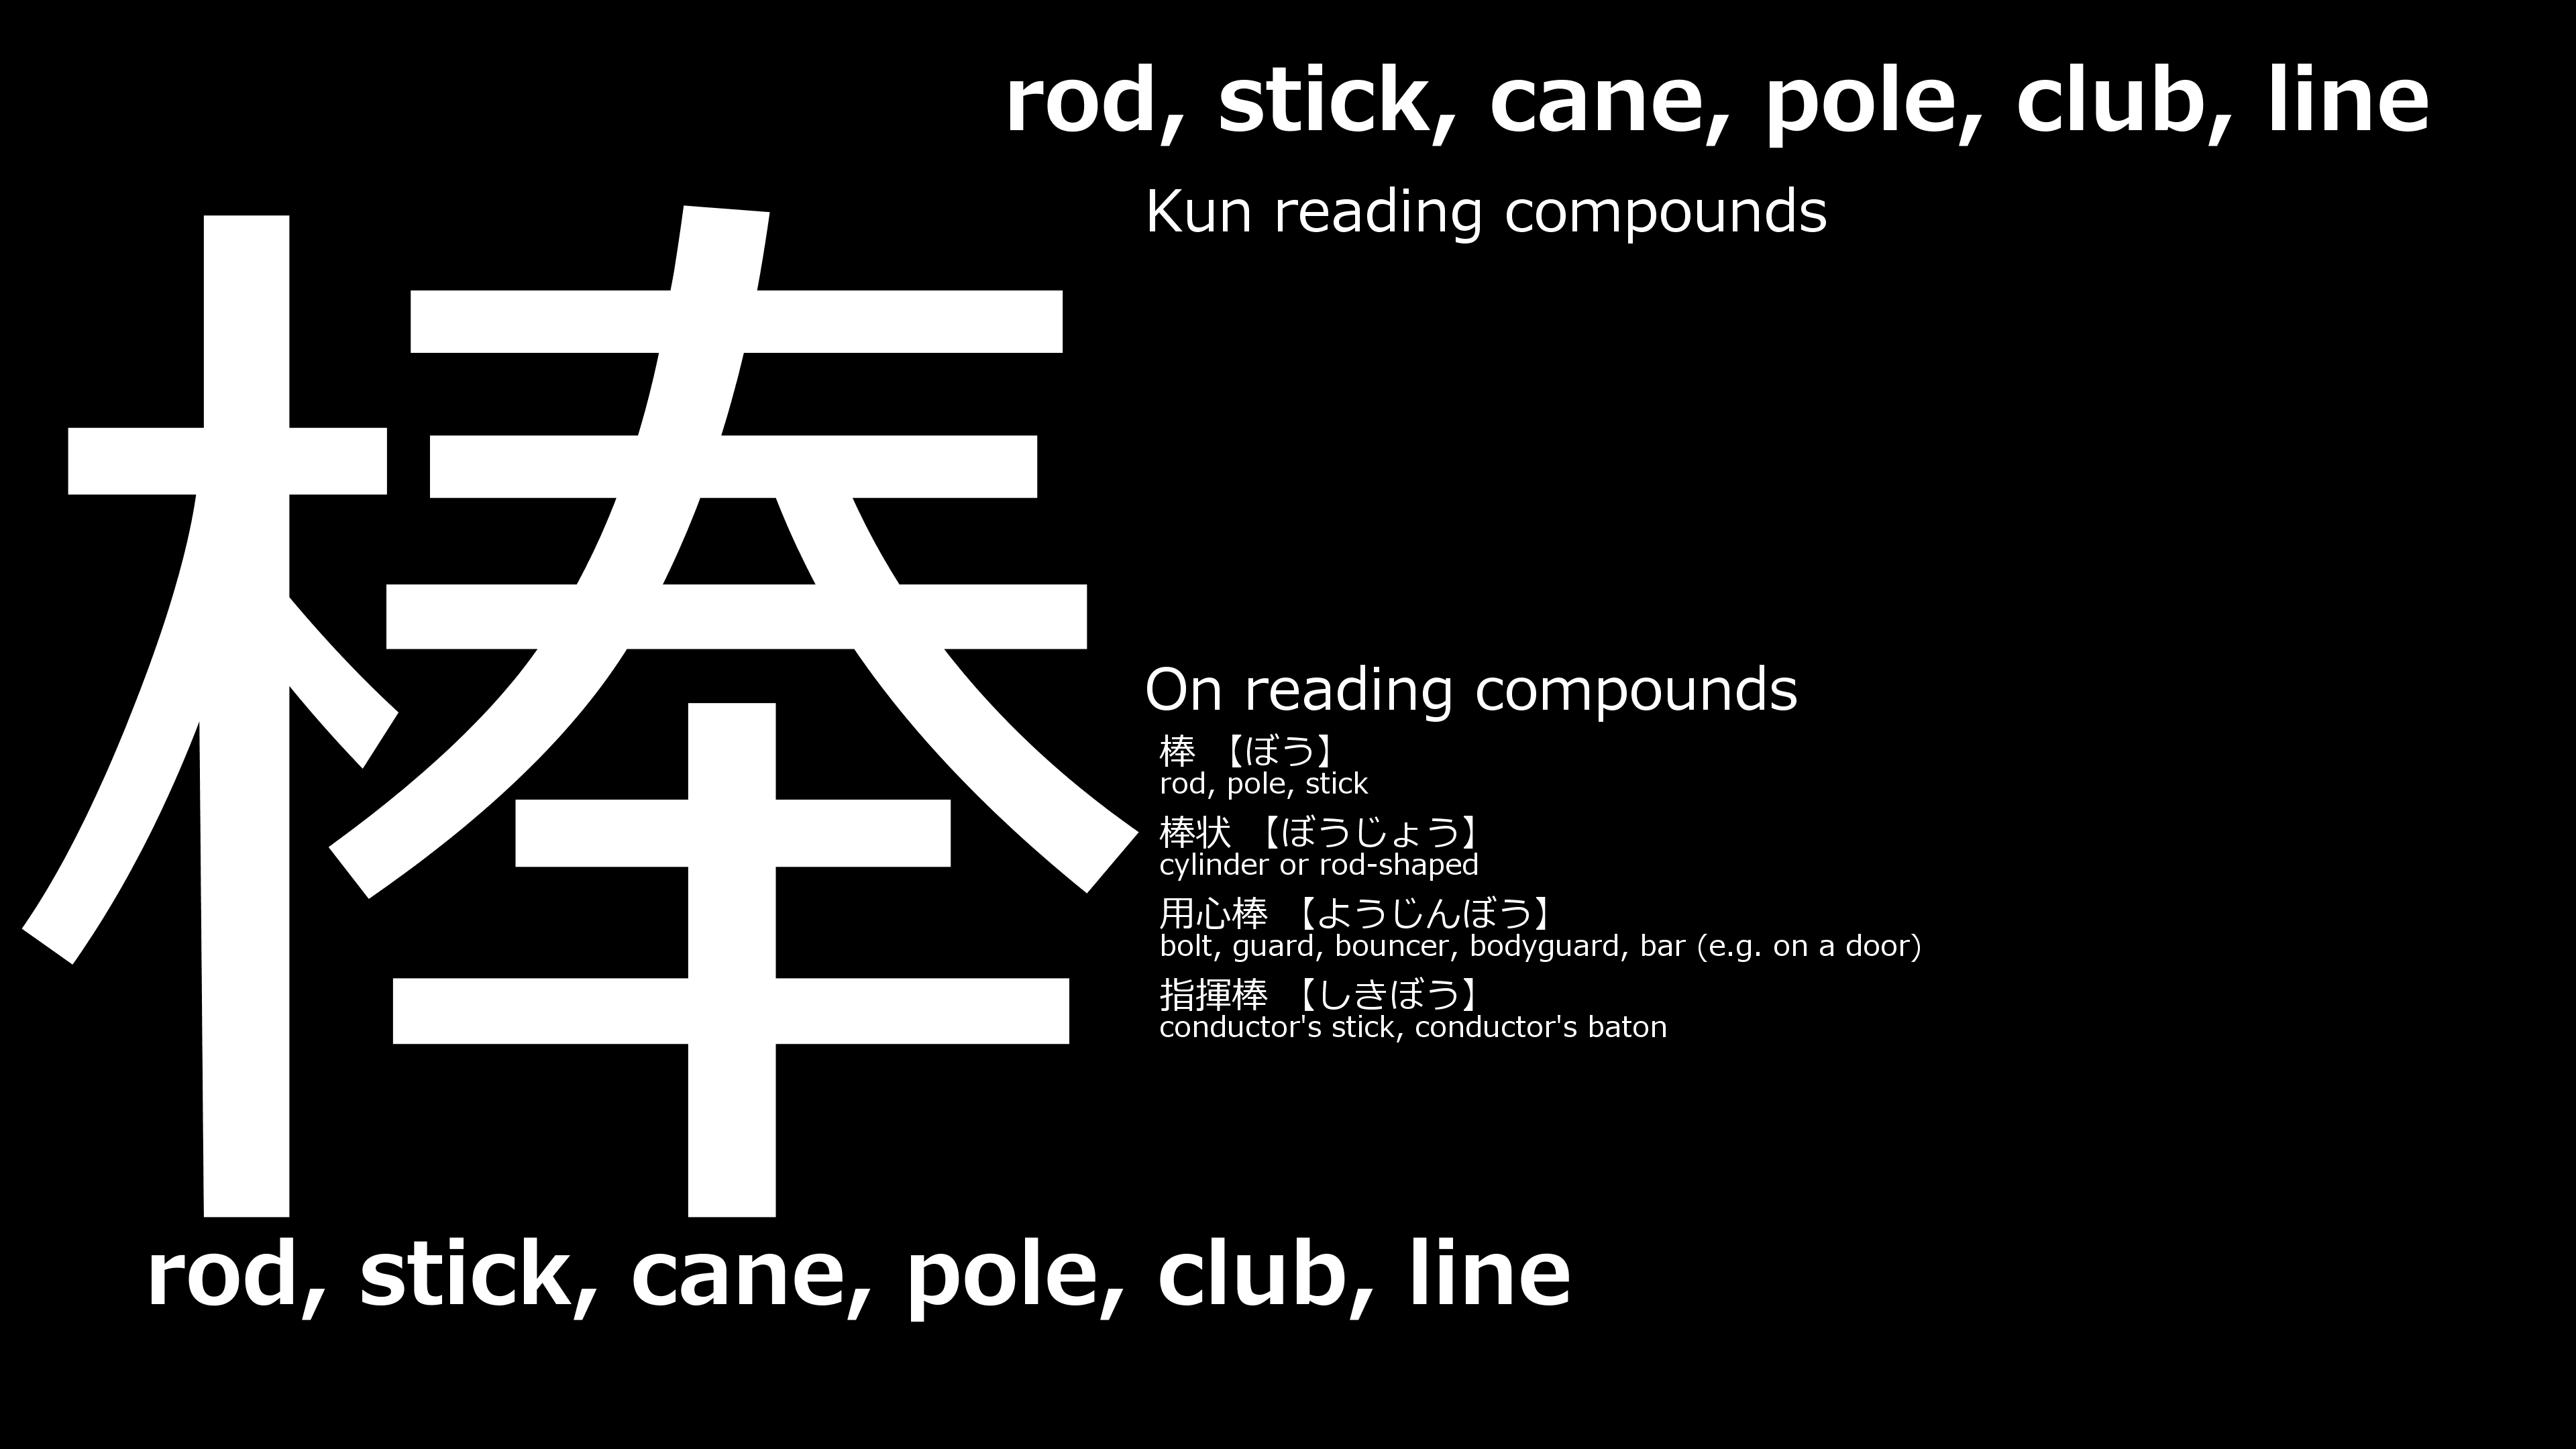 rod, stick, cane, pole, club, line
Kun reading compounds
棒
On reading compounds
棒 【ぼう】
rod, pole, stick
棒状 【ぼうじょう】
cylinder or rod-shaped
用心棒 【ようじんぼう】
bolt, guard, bouncer, bodyguard, bar (e.g. on a door)
指揮棒 【しきぼう】
conductor's stick, conductor's baton
rod, stick, cane, pole, club, line